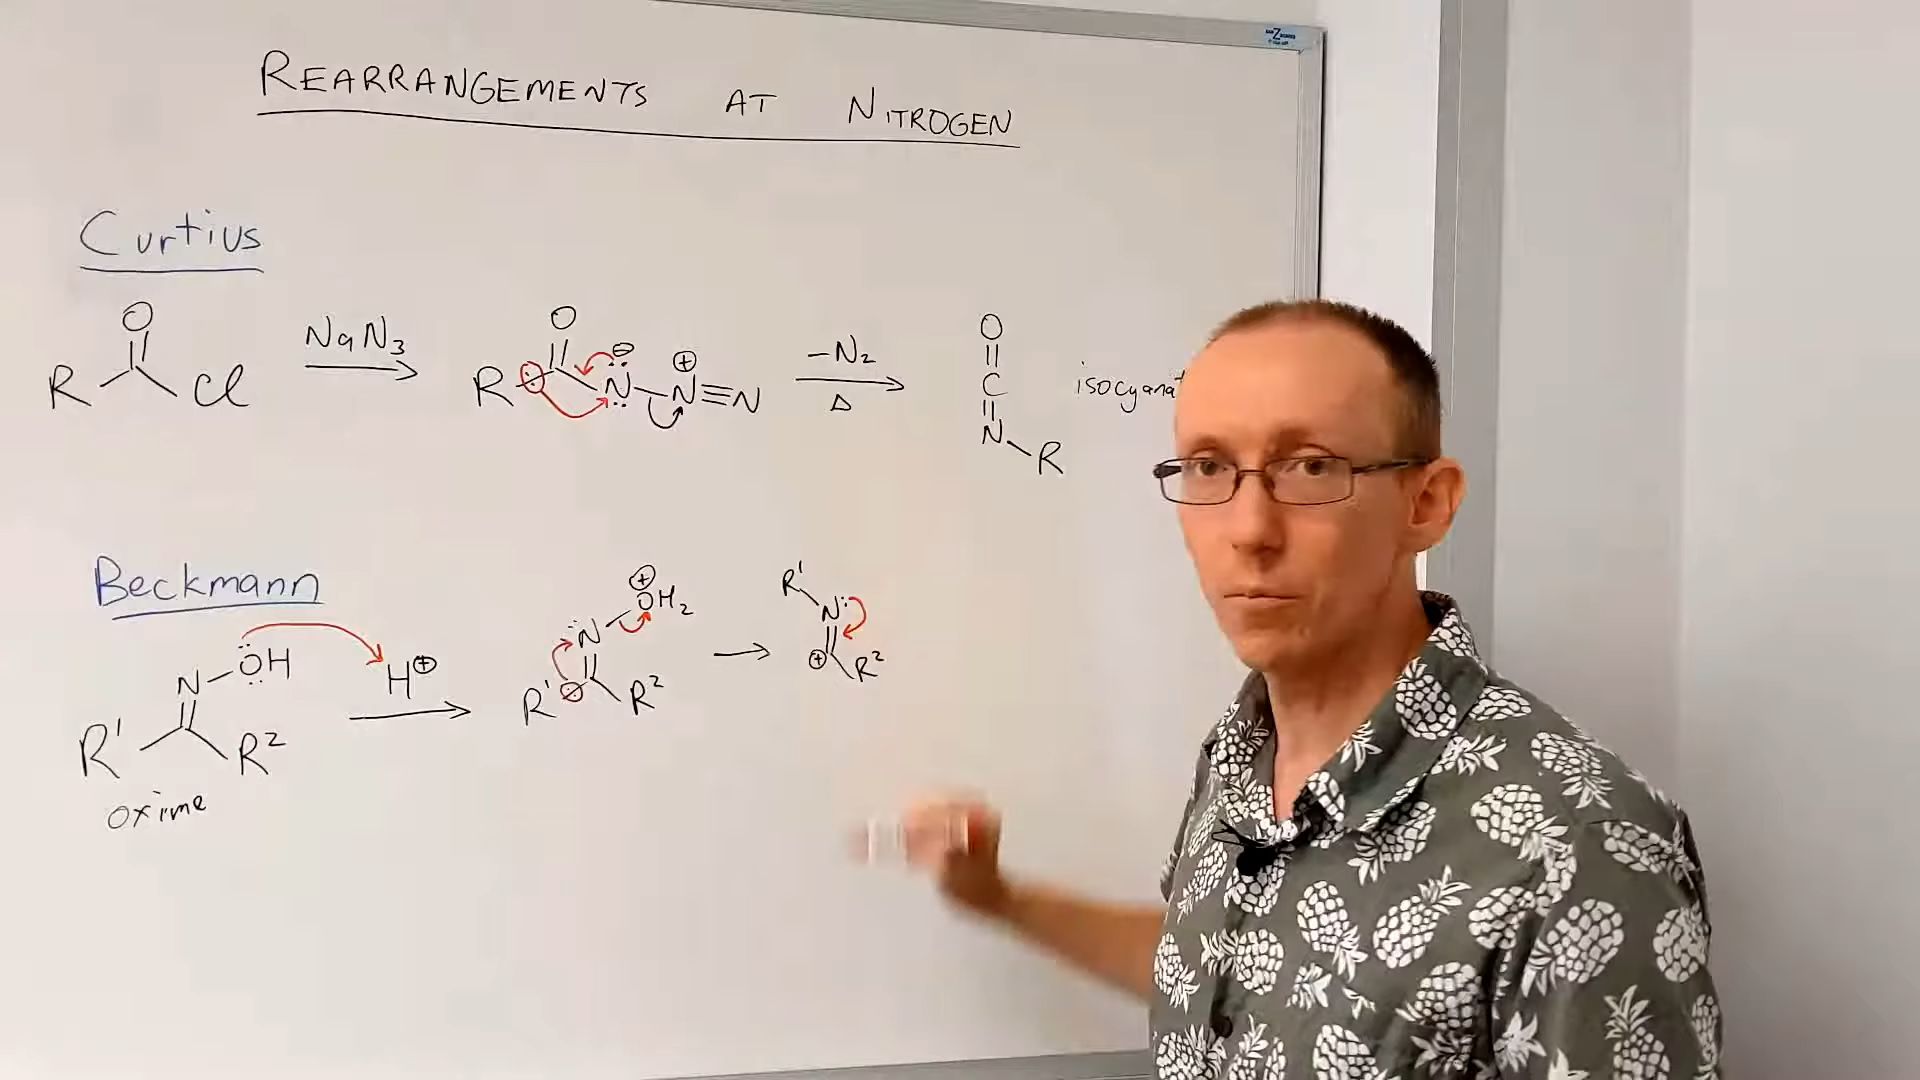 REARRANGEMENTS AT NITROGEN
Curtius
O
R Cl
NaN3
O
R N ⊖ N ⊕ N
-N2
Δ
O
C
N
R
isocyanat
Beckmann
N OH
R' R2
oxime
H⊕
N OH2 ⊕
R' R2
R'
N
⊕ R2